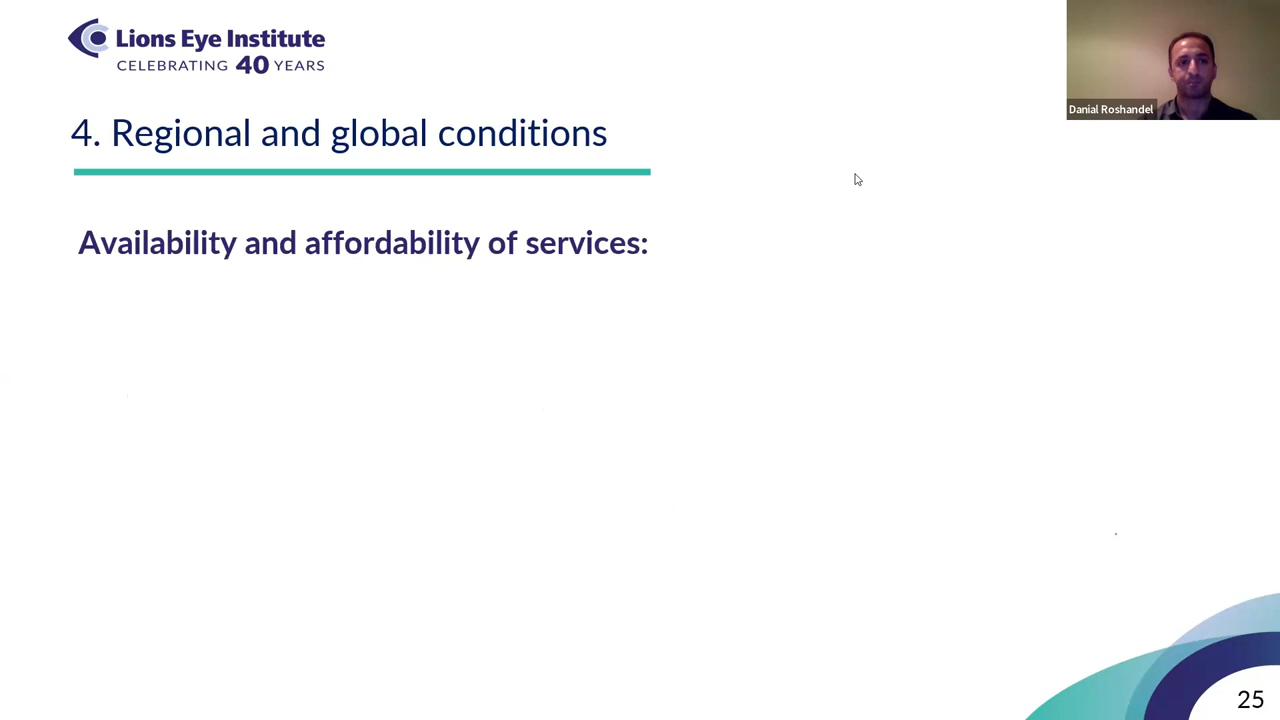 Lions Eye Institute
CELEBRATING 40 YEARS
Danial Roshandel
4. Regional and global conditions
Availability and affordability of services:
25